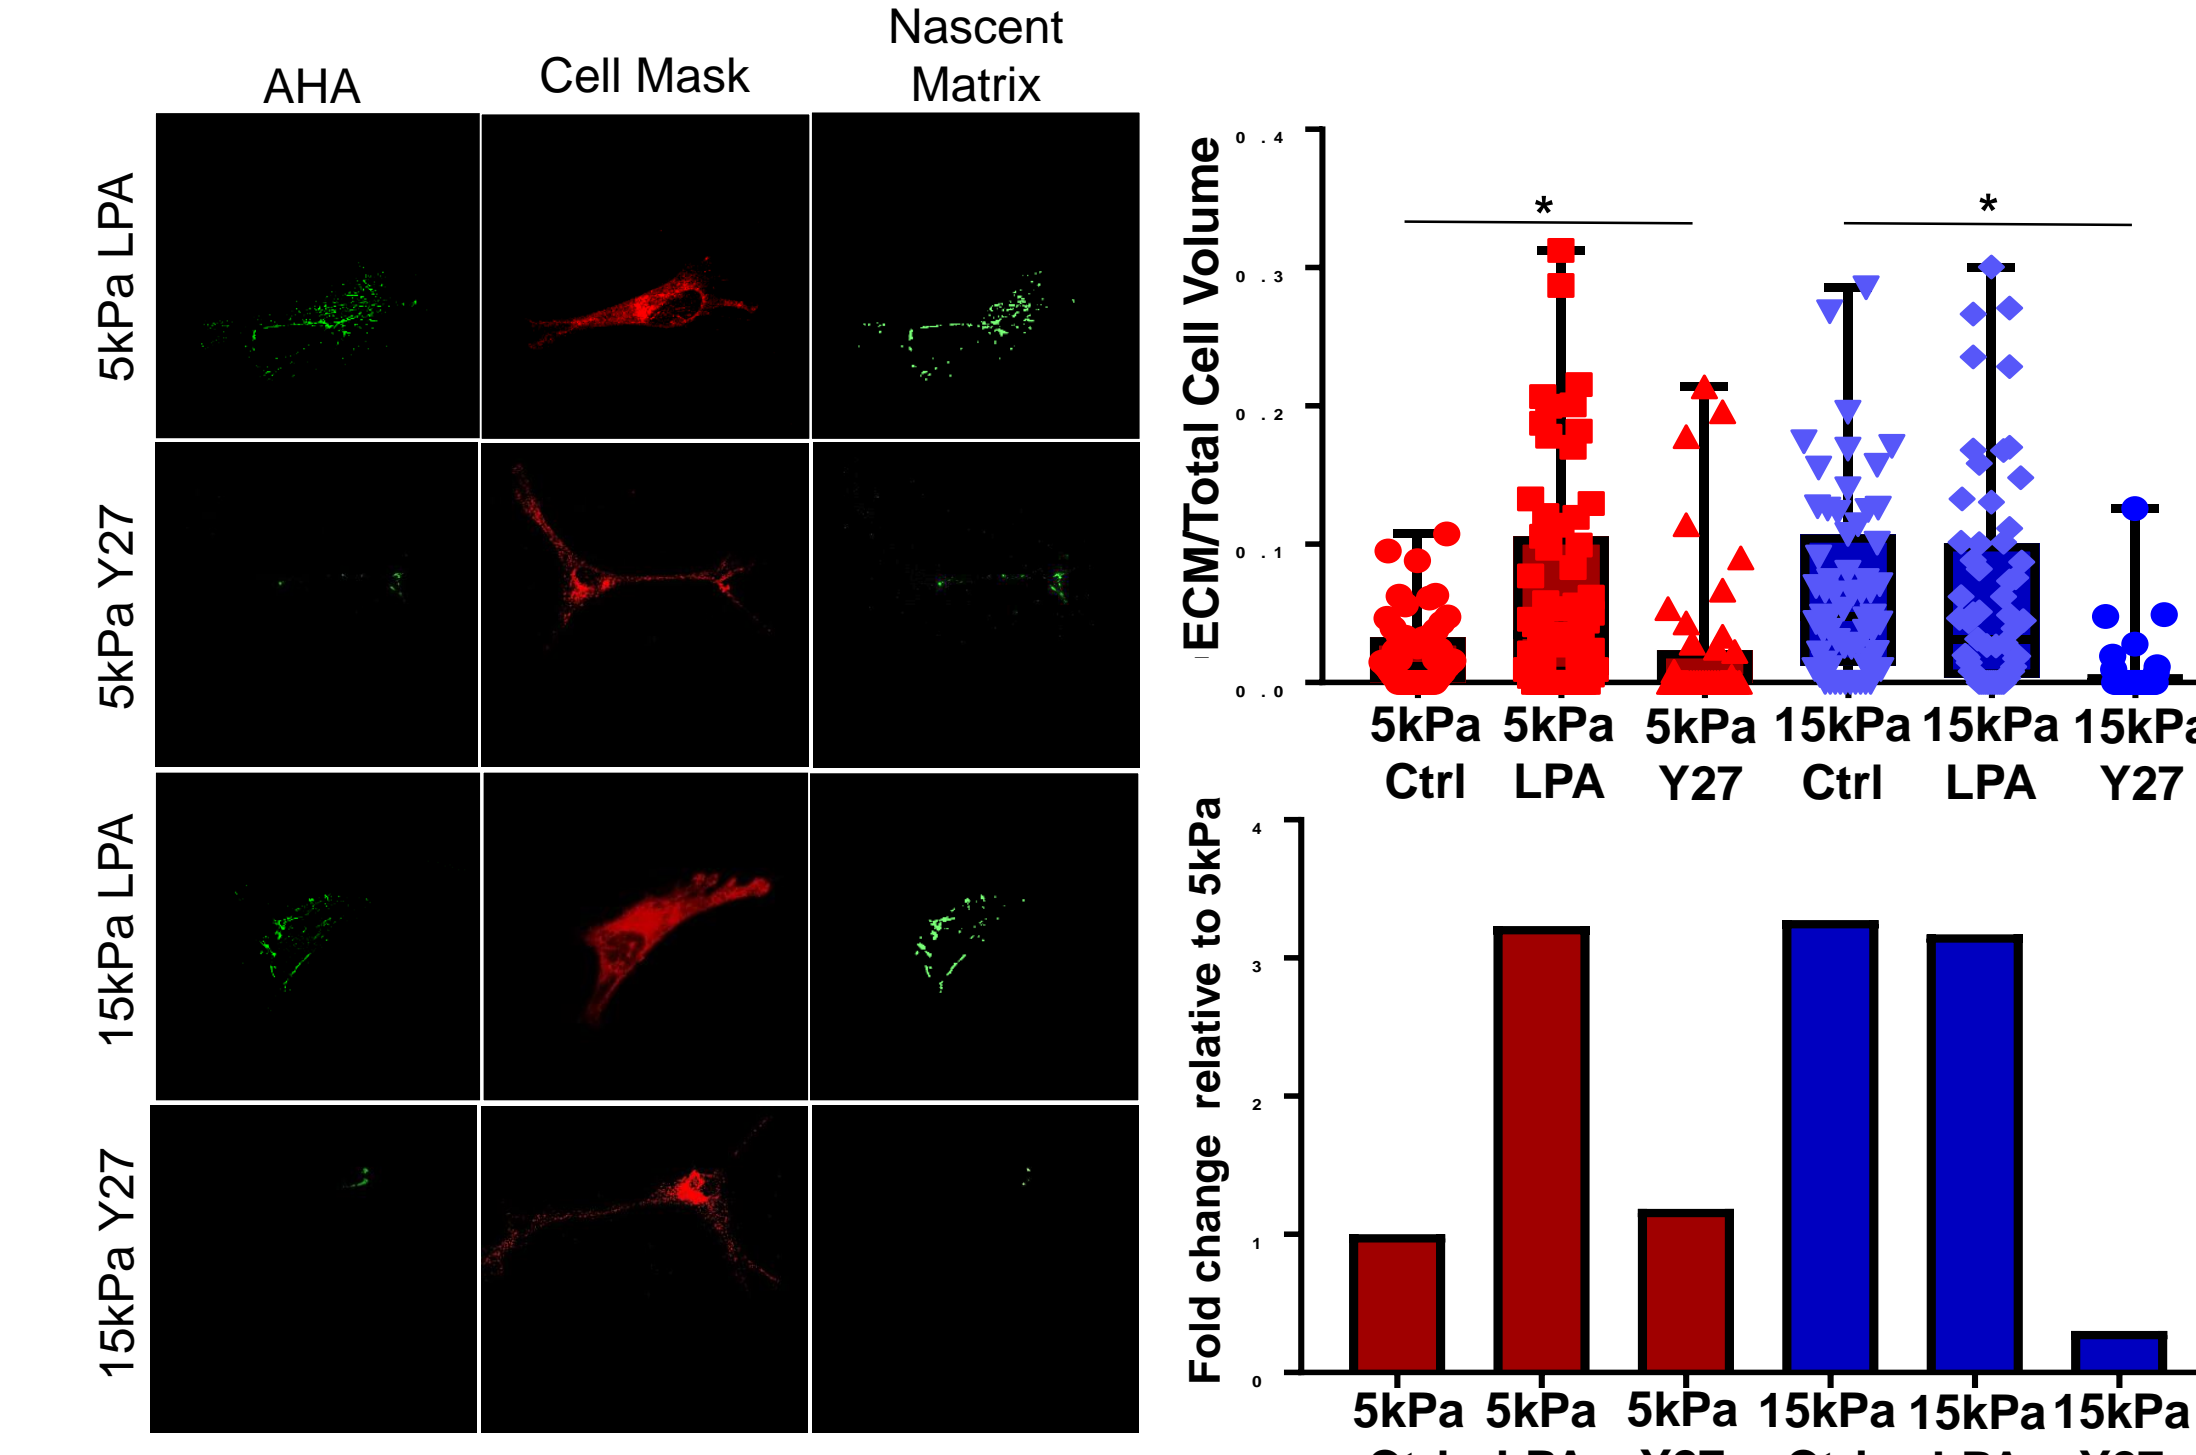 Nascent
Matrix
AHA
Cell Mask
5kPa LPA
5kPa Y27
15kPa LPA
15kPa Y27
ECM/Total Cell Volume
0.4
0.3
0.2
0.1
0.0
*
*
5kPa 5kPa 5kPa 15kPa 15kPa 15kPa
Ctrl LPA Y27 Ctrl LPA Y27
Fold change relative to 5kPa
4
3
2
1
0
5kPa 5kPa 5kPa 15kPa 15kPa 15kPa